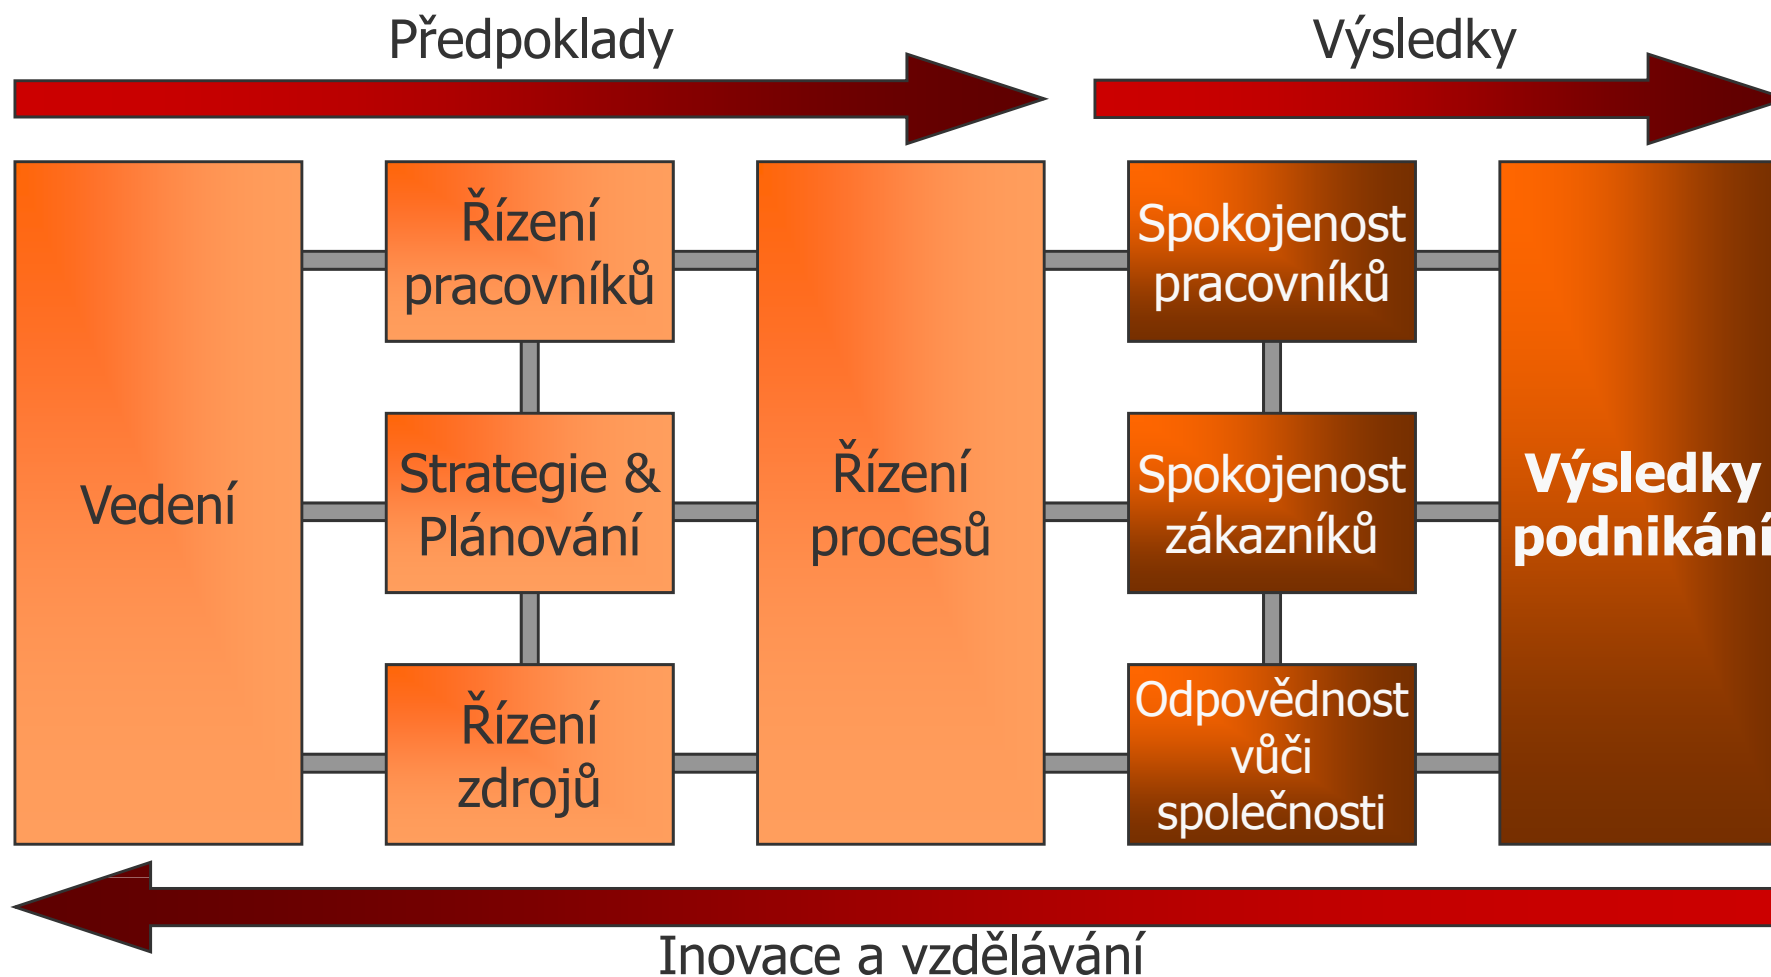 Předpoklady
Výsledky
Vedení
Řízení
pracovníků
Strategie &
Plánování
Řízení
zdrojů
Řízení
procesů
Spokojenost
pracovníků
Spokojenost
zákazníků
Odpovědnost
vůči
společnosti
Výsledky
podnikání
Inovace a vzdělávání